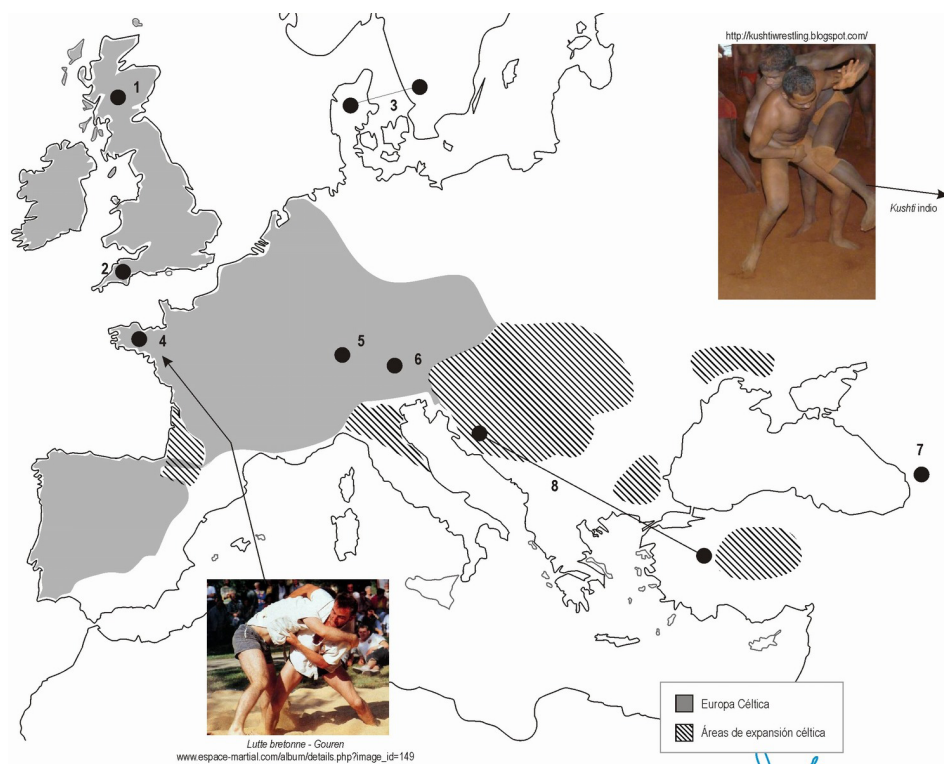 http://kushtiwrestling.blogspot.com/
1
3
Kushti indio
2
4
5
6
7
8
Lutte bretonne - Gouren
www.espace-martial.com/album/details.php?image_id=149
Europa Céltica
Áreas de expansión céltica